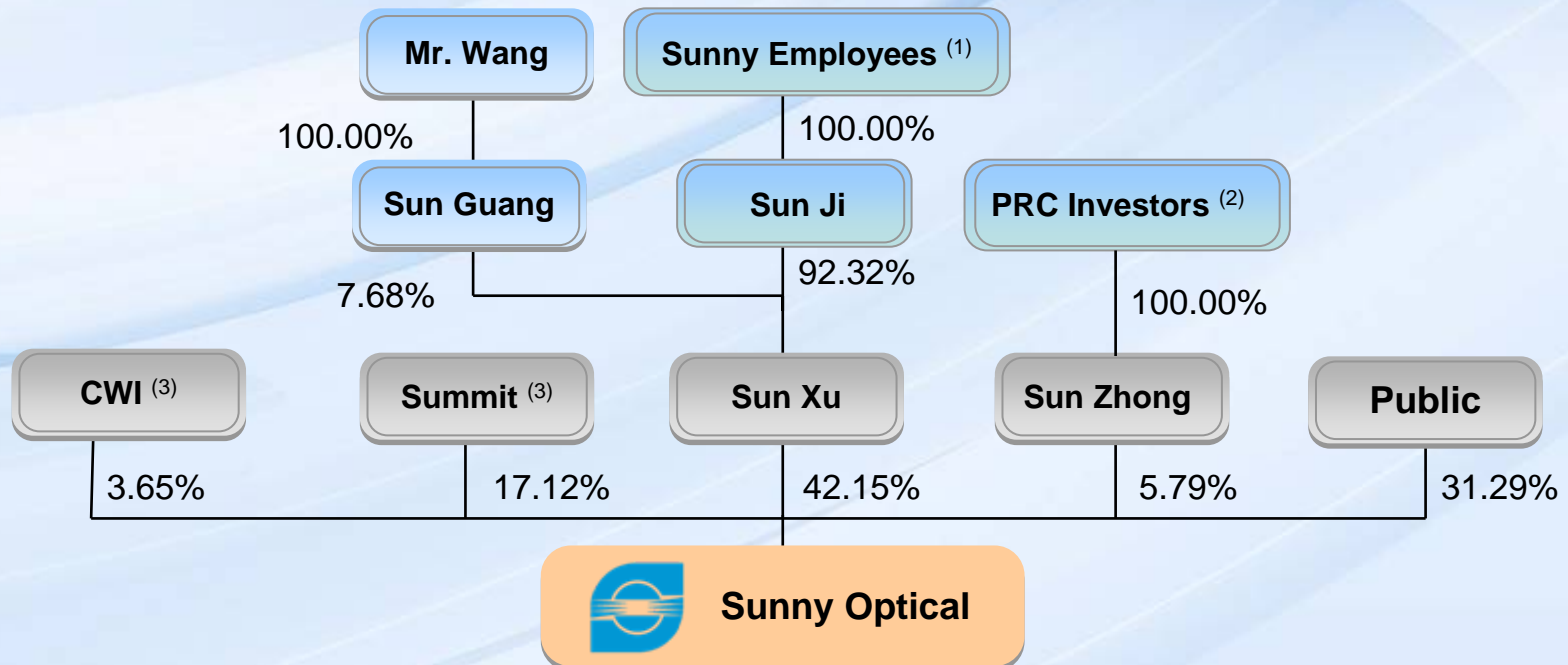 Mr. Wang
Sunny Employees (1)
100.00%
100.00%
Sun Guang
Sun Ji
PRC Investors (2)
7.68%
92.32%
100.00%
CWI (3)
Summit (3)
Sun Xu
Sun Zhong
Public
3.65%
17.12%
42.15%
5.79%
31.29%
Sunny Optical